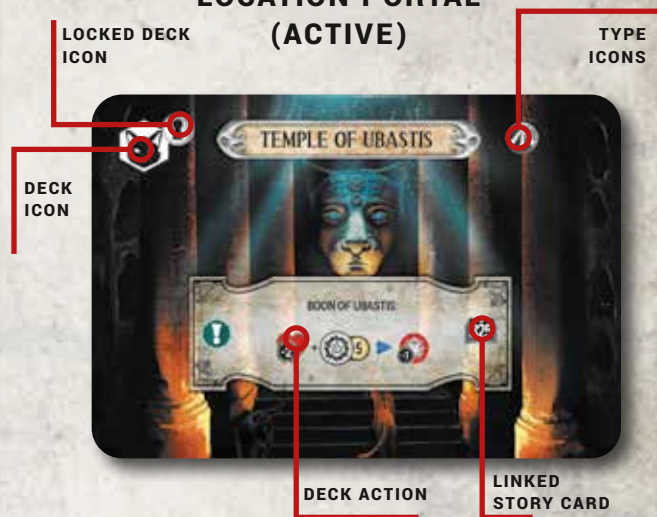 LOCATION PORTAL
(ACTIVE)
LOCKED DECK
ICON
TYPE
ICONS
TEMPLE OF UBASTIS
DECK
ICON
BOON OF UBASTIS:
5
DECK ACTION
LINKED
STORY CARD